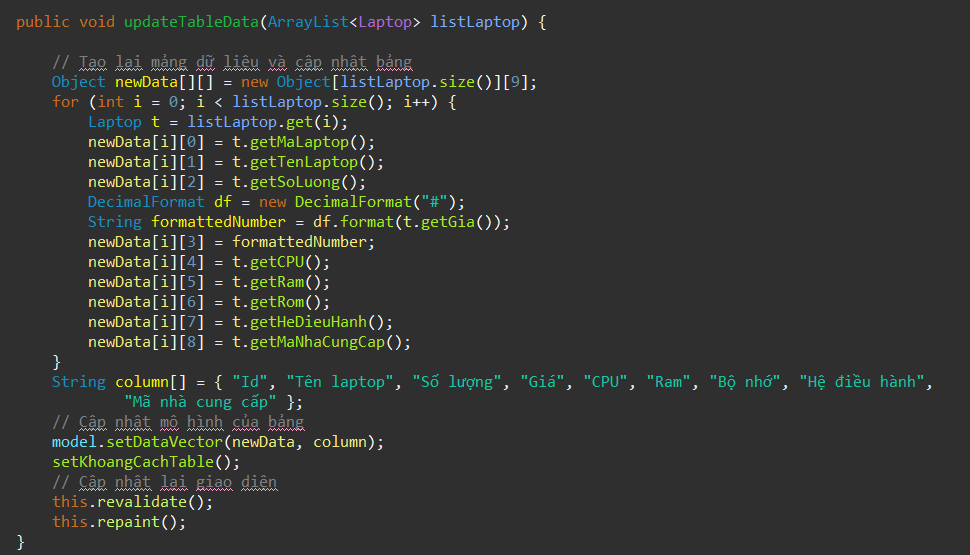 public void updateTableData(ArrayList<Laptop> listLaptop) {
// Tạo lại mảng dữ liệu và cập nhật bảng
Object newData[][] = new Object[listLaptop.size()][9];
for (int i = 0; i < listLaptop.size(); i++) {
Laptop t = listLaptop.get(i);
newData[i][0] = t.getMaLaptop();
newData[i][1] = t.getTenLaptop();
newData[i][2] = t.getSoLuong();
DecimalFormat df = new DecimalFormat("#");
String formattedNumber = df.format(t.getGia());
newData[i][3] = formattedNumber;
newData[i][4] = t.getCPU();
newData[i][5] = t.getRam();
newData[i][6] = t.getRom();
newData[i][7] = t.getHeDieuHanh();
newData[i][8] = t.getMaNhaCungCap();
}
String column[] = { "Id", "Tên laptop", "Số lượng", "Giá", "CPU", "Ram", "Bộ nhớ", "Hệ điều hành",
"Mã nhà cung cấp" };
// Cập nhật mô hình của bảng
model.setDataVector(newData, column);
setKhoangCachTable();
// Cập nhật lại giao diện
this.revalidate();
this.repaint();
}